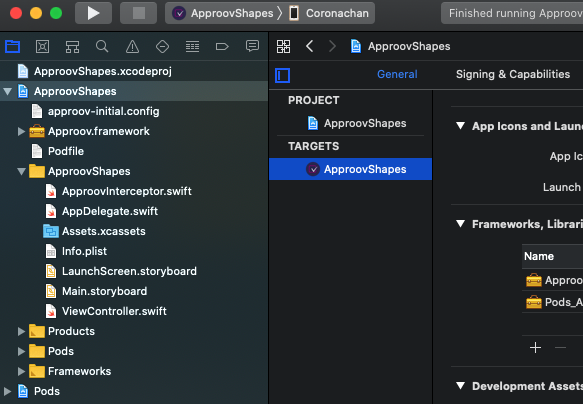 ApproovShapes
Coronachan
Finished running Approov
ApproovShapes.xcodeproj
ApproovShapes
approov-initial.config
Approov.framework
Podfile
ApproovShapes
ApproovInterceptor.swift
AppDelegate.swift
Assets.xcassets
Info.plist
LaunchScreen.storyboard
Main.storyboard
ViewController.swift
Products
Pods
Frameworks
Pods
ApproovShapes
General
Signing & Capabilities
PROJECT
ApproovShapes
TARGETS
ApproovShapes
App Icons and Laun
App Ic
Launch
Frameworks, Librari
Name
Approo
Pods_A
Development Assets